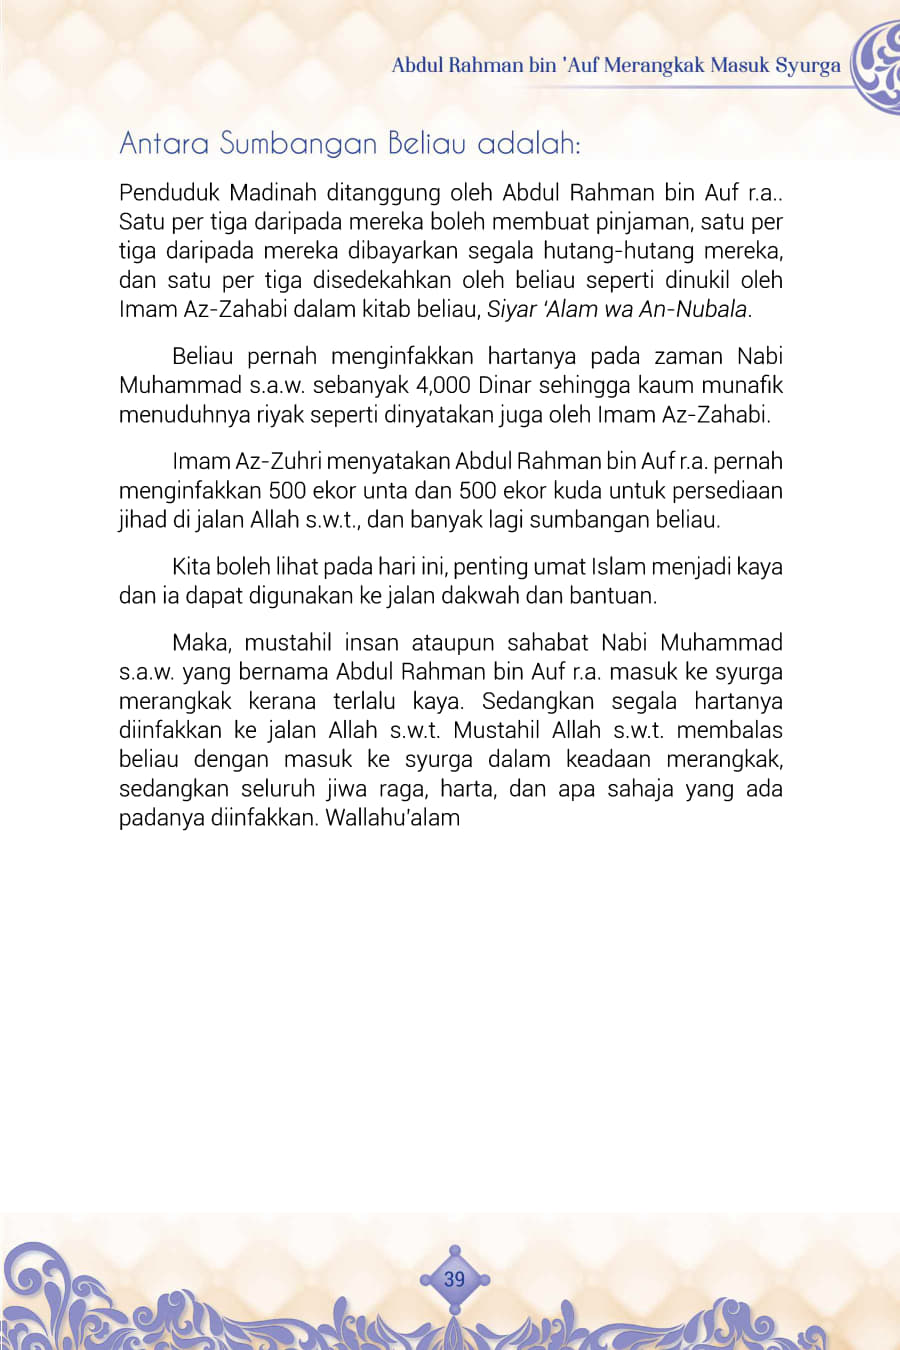 Abdul Rahman bin 'Auf Merangkak Masuk Syurga
Antara Sumbangan Beliau adalah:
Penduduk Madinah ditanggung oleh Abdul Rahman bin Auf r.a..
Satu per tiga daripada mereka boleh membuat pinjaman, satu per
tiga daripada mereka dibayarkan segala hutang-hutang mereka,
dan satu per tiga disedekahkan oleh beliau seperti dinukil oleh
Imam Az-Zahabi dalam kitab beliau, Siyar ‘Alam wa An-Nubala.
Beliau pernah menginfakkan hartanya pada zaman Nabi
Muhammad s.a.w. sebanyak 4,000 Dinar sehingga kaum munafik
menuduhnya riyak seperti dinyatakan juga oleh Imam Az-Zahabi.
Imam Az-Zuhri menyatakan Abdul Rahman bin Auf r.a. pernah
menginfakkan 500 ekor unta dan 500 ekor kuda untuk persediaan
jihad di jalan Allah s.w.t., dan banyak lagi sumbangan beliau.
Kita boleh lihat pada hari ini, penting umat Islam menjadi kaya
dan ia dapat digunakan ke jalan dakwah dan bantuan.
Maka, mustahil insan ataupun sahabat Nabi Muhammad
s.a.w. yang bernama Abdul Rahman bin Auf r.a. masuk ke syurga
merangkak kerana terlalu kaya. Sedangkan segala hartanya
diinfakkan ke jalan Allah s.w.t. Mustahil Allah s.w.t. membalas
beliau dengan masuk ke syurga dalam keadaan merangkak,
sedangkan seluruh jiwa raga, harta, dan apa sahaja yang ada
padanya diinfakkan. Wallahu’alam
39